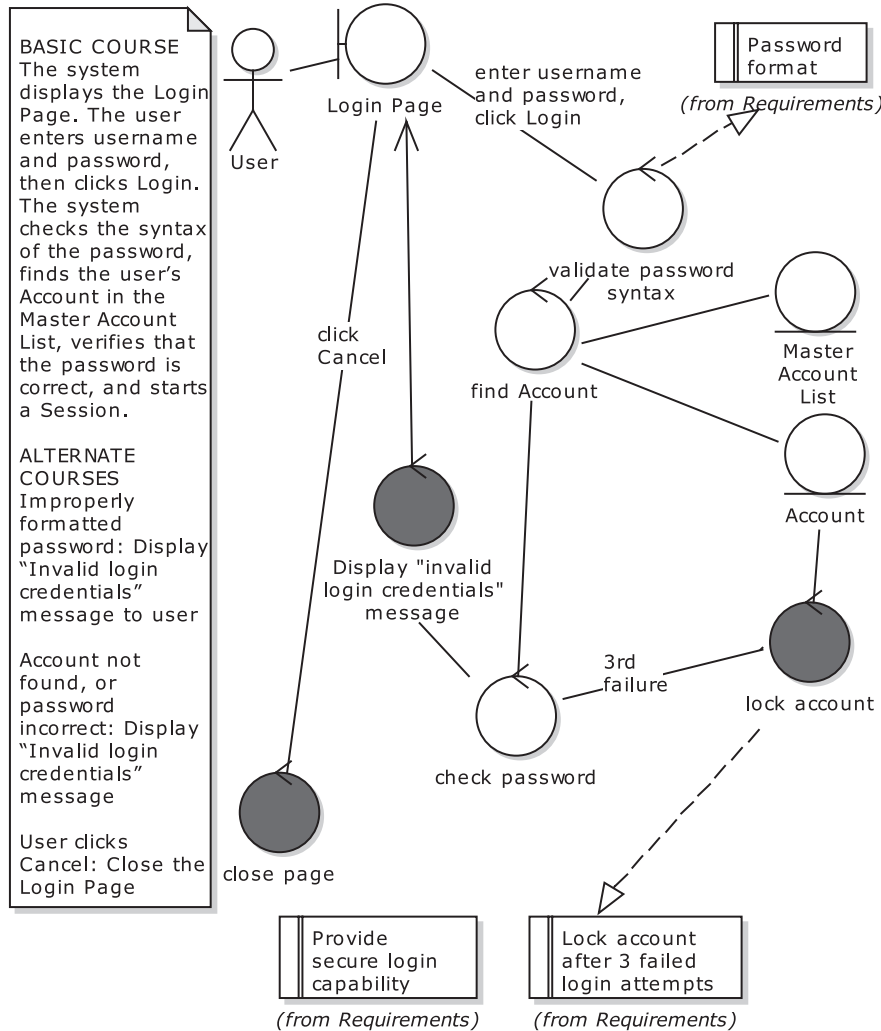 BASIC COURSE
The system
displays the Login
Page. The user
enters username
and password,
then clicks Login.
The system
checks the syntax
of the password,
finds the user’s
Account in the
Master Account
List, verifies that
the password is
correct, and starts
a Session.
ALTERNATE
COURSES
Improperly
formatted
password: Display
“Invalid login
credentials”
message to user
Account not
found, or
password
incorrect: Display
“Invalid login
credentials”
message
User clicks
Cancel: Close the
Login Page
User
Login Page
enter username
and password,
click Login
Password
format
(from Requirements)
validate password
syntax
click
Cancel
find Account
Master
Account
List
Account
Display "invalid
login credentials"
message
3rd
failure
lock account
check password
close page
Provide
secure login
capability
(from Requirements)
Lock account
after 3 failed
login attempts
(from Requirements)